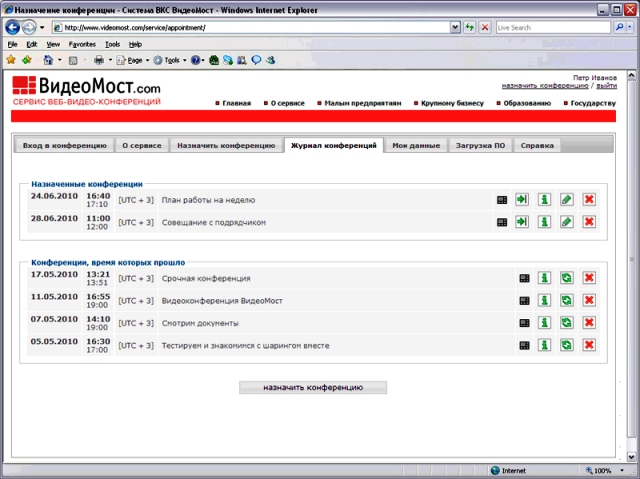 Назначение конференции - Система ВКС ВидеоМост - Windows Internet Explorer
http://www.videomost.com/service/appointment/
Live Search
File Edit View Favorites Tools Help
Page Tools
Петр Иванов
назначить конференцию / выйти
ВидеоМост.com
СЕРВИС ВЕБ-ВИДЕО-КОНФЕРЕНЦИЙ
Главная О сервисе Малым предприятиям Крупному бизнесу Образованию Государству
Вход в конференцию О сервисе Назначить конференцию Журнал конференций Мои данные Загрузка ПО Справка
Назначенные конференции
24.06.2010 16:40 [UTC + 3] План работы на неделю
17:10
28.06.2010 11:00 [UTC + 3] Совещание с подрядчиком
12:00
Конференции, время которых прошло
17.05.2010 13:21 [UTC + 3] Срочная конференция
13:51
11.05.2010 16:55 [UTC + 3] Видеоконференция ВидеоМост
19:00
07.05.2010 14:10 [UTC + 3] Смотрим документы
19:00
05.05.2010 16:30 [UTC + 3] Тестируем и знакомимся с шарингом вместе
17:00
назначить конференцию
Internet 100%